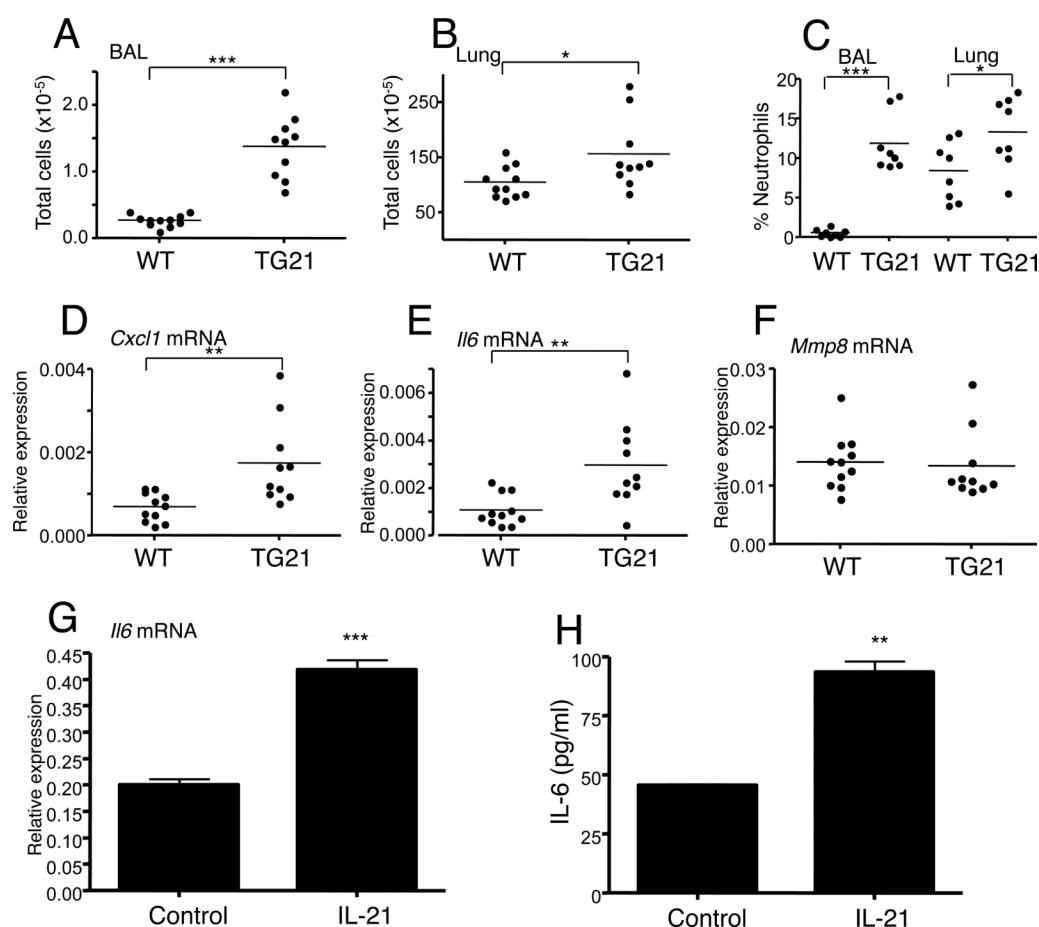 A
BAL
***
Total cells (x10-5)
2.0
1.0
0.0
WT
TG21
B
Lung
*
Total cells (x10-5)
250
150
50
WT
TG21
C
BAL
Lung
***
*
% Neutrophils
20
15
10
5
0
WT
TG21
WT
TG21
D
Cxcl1 mRNA
**
Relative expression
0.004
0.002
0.000
WT
TG21
E
Il6 mRNA
**
Relative expression
0.006
0.004
0.002
0.000
WT
TG21
F
Mmp8 mRNA
Relative expression
0.03
0.02
0.01
0.00
WT
TG21
G
Il6 mRNA
***
Relative expression
0.45
0.40
0.35
0.30
0.25
0.20
0.15
0.10
0.05
0.00
Control
IL-21
H
**
IL-6 (pg/ml)
100
75
50
25
0
Control
IL-21